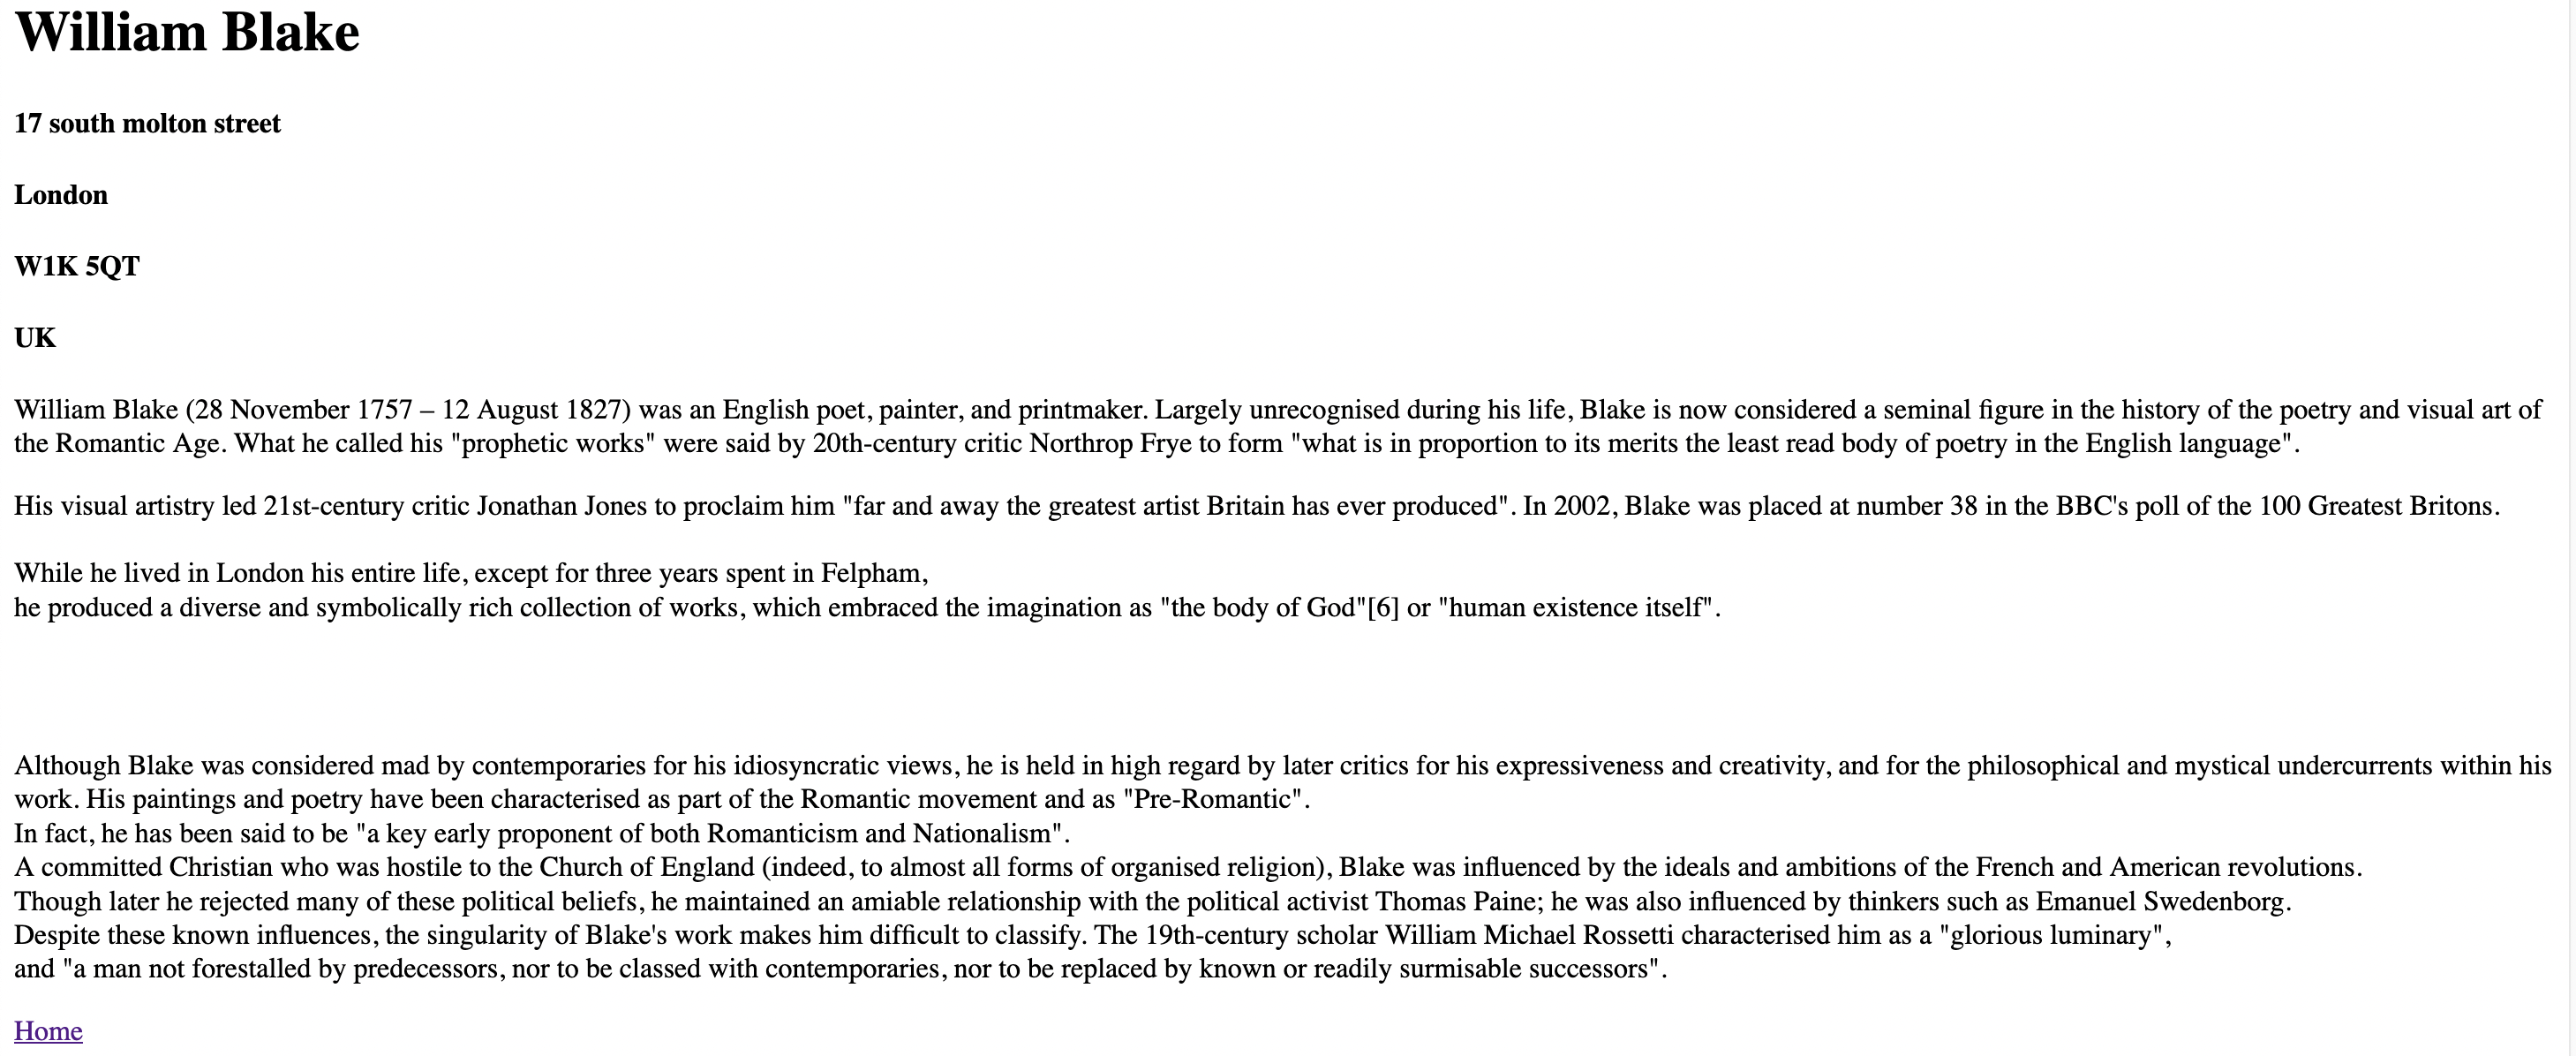 William Blake
17 south molton street
London
W1K 5QT
UK
William Blake (28 November 1757 – 12 August 1827) was an English poet, painter, and printmaker. Largely unrecognised during his life, Blake is now considered a seminal figure in the history of the poetry and visual art of
the Romantic Age. What he called his "prophetic works" were said by 20th-century critic Northrop Frye to form "what is in proportion to its merits the least read body of poetry in the English language".
His visual artistry led 21st-century critic Jonathan Jones to proclaim him "far and away the greatest artist Britain has ever produced". In 2002, Blake was placed at number 38 in the BBC's poll of the 100 Greatest Britons.
While he lived in London his entire life, except for three years spent in Felpham,
he produced a diverse and symbolically rich collection of works, which embraced the imagination as "the body of God"[6] or "human existence itself".
Although Blake was considered mad by contemporaries for his idiosyncratic views, he is held in high regard by later critics for his expressiveness and creativity, and for the philosophical and mystical undercurrents within his
work. His paintings and poetry have been characterised as part of the Romantic movement and as "Pre-Romantic".
In fact, he has been said to be "a key early proponent of both Romanticism and Nationalism".
A committed Christian who was hostile to the Church of England (indeed, to almost all forms of organised religion), Blake was influenced by the ideals and ambitions of the French and American revolutions.
Though later he rejected many of these political beliefs, he maintained an amiable relationship with the political activist Thomas Paine; he was also influenced by thinkers such as Emanuel Swedenborg.
Despite these known influences, the singularity of Blake's work makes him difficult to classify. The 19th-century scholar William Michael Rossetti characterised him as a "glorious luminary",
and "a man not forestalled by predecessors, nor to be classed with contemporaries, nor to be replaced by known or readily surmisable successors".
Home